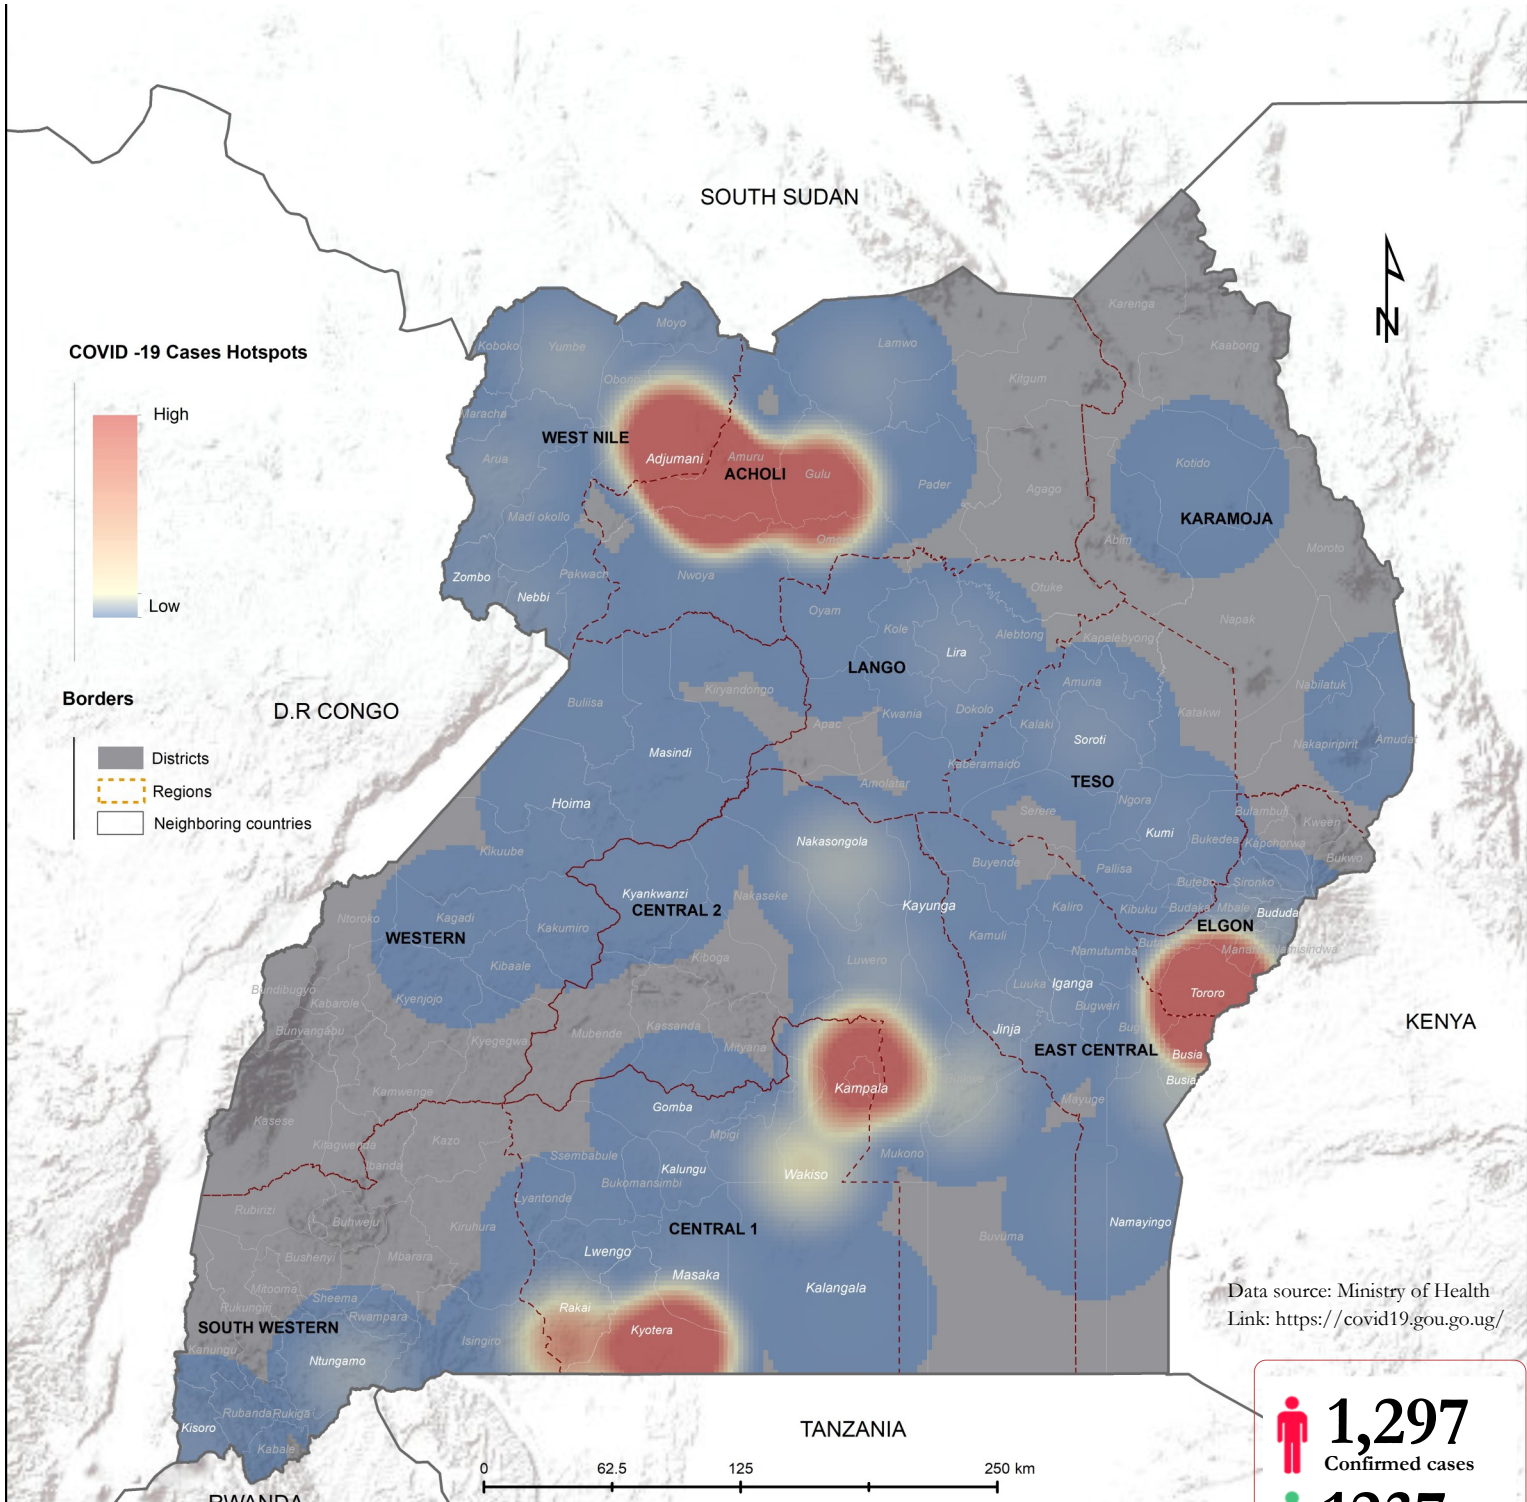 SOUTH SUDAN
N
COVID -19 Cases Hotspots
High
Low
Borders
Districts
Regions
Neighboring countries
D.R CONGO
KENYA
TANZANIA
RWANDA
Karenga
Kaabong
Moyo
Koboko
Yumbe
Lamwo
Kitgum
Maracha
WEST NILE
Arua
Adjumani
Amuru
ACHOLI
Gulu
Pader
Agago
Kotido
KARAMOJA
Madi okollo
Abim
Moroto
Zombo
Nebbi
Pakwach
Nwoya
Oyam
Otuke
Kole
Alebtong
Kapelebyong
Napak
Lira
LANGO
Amuria
Nabilatuk
Buliisa
Kiryandongo
Apac
Kwania
Dokolo
Kalaki
Katakwi
Soroti
Nakapiripirit
Amudat
Masindi
Kaberamaido
TESO
Amolatar
Hoima
Serere
Ngora
Kumi
Bulambuli
Kween
Nakasongola
Bukedea
Kapchorwa
Bukwo
Kikuube
Buyende
Pallisa
Kyankwanzi
Nakaseke
Butebo
Sironko
CENTRAL 2
Kayunga
Kaliro
Kibuku
Budaka
Mbale
Bududa
Ntoroko
Kagadi
WESTERN
Kakumiro
Kamuli
ELGON
Namutumba
Namisindwa
Kibaale
Kiboga
Luwero
Bundibugyo
Kabarole
Kyenjojo
Luuka
Iganga
Tororo
Bugweri
Bunyangabu
Kyegegwa
Mubende
Kassanda
Mityana
Jinja
Bug
EAST CENTRAL
Busia
Busia
Kampala
Kamwenge
Gomba
Mayuge
Kasese
Kitagwenda
Kazo
Mpigi
Ibanda
Ssembabule
Kalungu
Wakiso
Mukono
Bukomansimbi
Lyantonde
Rubirizi
Buhweju
Kiruhura
CENTRAL 1
Namayingo
Buvuma
Bushenyi
Mbarara
Lwengo
Masaka
Mitooma
Sheema
Kalangala
Rukungiri
Rwampara
Rakai
SOUTH WESTERN
Kyotera
Isingiro
Kanungu
Ntungamo
Rubanda
Rukiga
Kisoro
Kabale
0
62.5
125
250 km
Data source: Ministry of Health
Link: https://covid19.gou.go.ug/
1,297
Confirmed cases